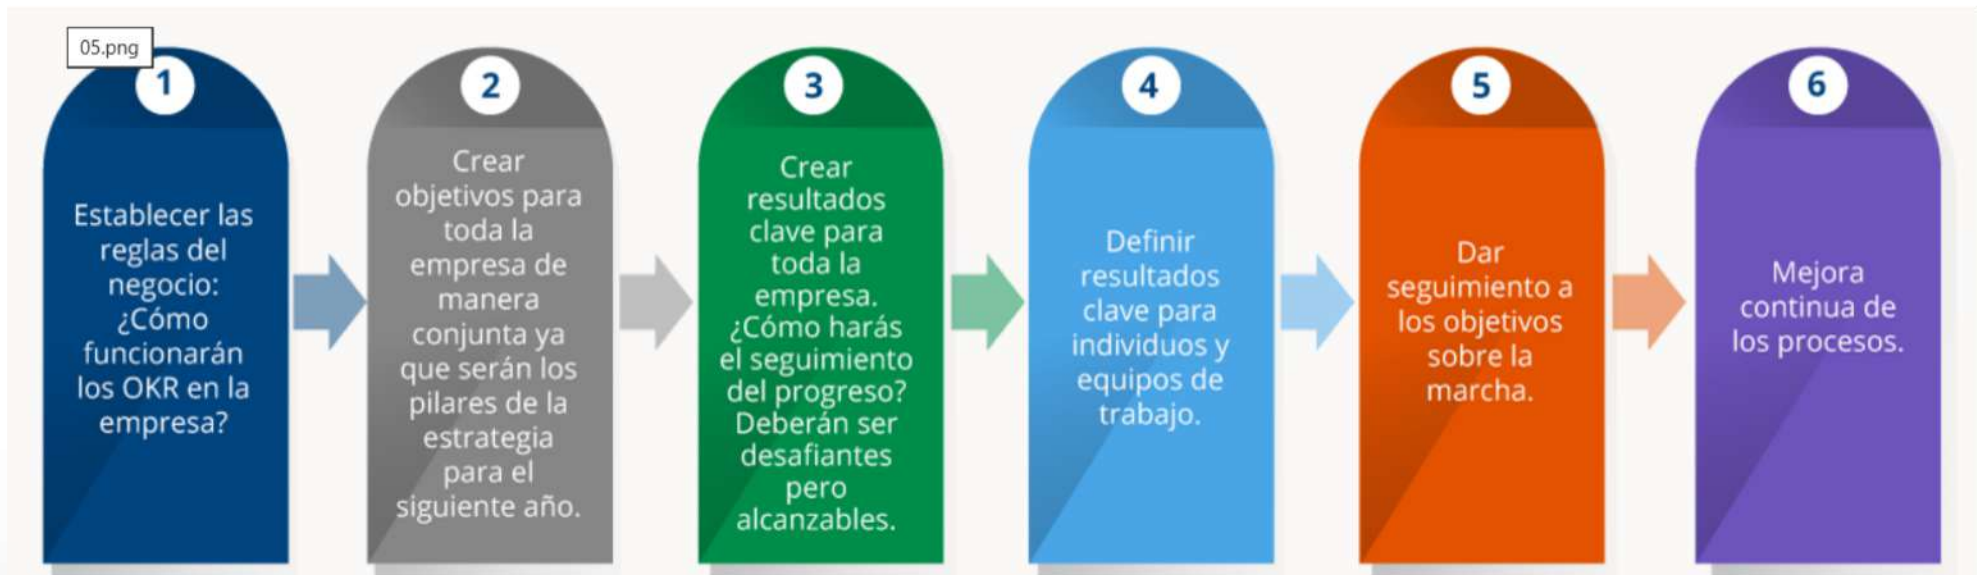 05.png
1
Establecer las
reglas del
negocio:
¿Cómo
funcionarán
los OKR en la
empresa?
2
Crear
objetivos para
toda la
empresa de
manera
conjunta ya
que serán los
pilares de la
estrategia
para el
siguiente año.
3
Crear
resultados
clave para
toda la
empresa.
¿Cómo harás
el seguimiento
del progreso?
Deberán ser
desafiantes
pero
alcanzables.
4
Definir
resultados
clave para
individuos y
equipos de
trabajo.
5
Dar
seguimiento a
los objetivos
sobre la
marcha.
6
Mejora
continua de
los procesos.